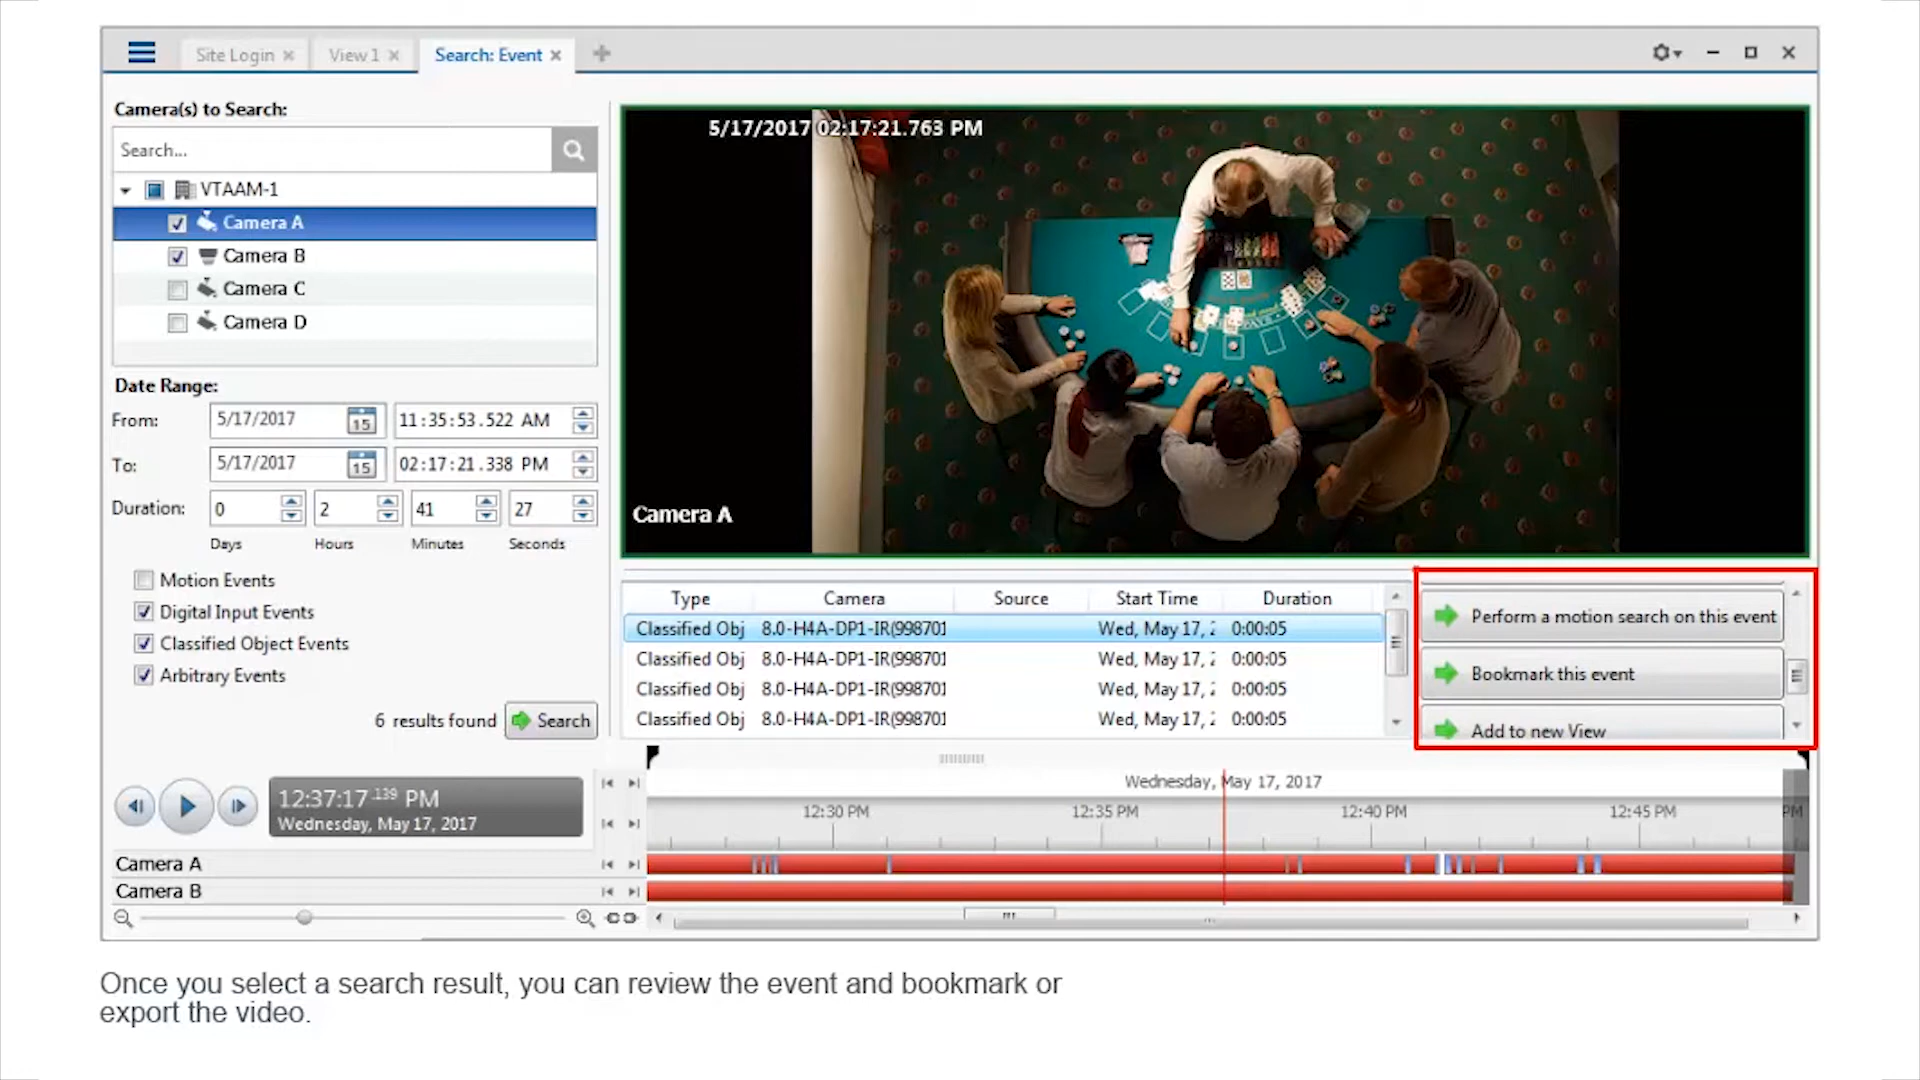 Site Login
View 1
Search: Event
Camera(s) to Search:
Search...
VTAAM-1
Camera A
Camera B
Camera C
Camera D
Date Range:
From: 5/17/2017 15 11:35:53.522 AM
To: 5/17/2017 15 02:17:21.338 PM
Duration: 0 2 41 27
Days Hours Minutes Seconds
Motion Events
Digital Input Events
Classified Object Events
Arbitrary Events
6 results found Search
5/17/2017 02:17:21.763 PM
Camera A
Type Camera Source Start Time Duration
Classified Obj 8.0-H4A-DP1-IR(998701 Wed, May 17, 0:00:05
Classified Obj 8.0-H4A-DP1-IR(998701 Wed, May 17, 0:00:05
Classified Obj 8.0-H4A-DP1-IR(998701 Wed, May 17, 0:00:05
Classified Obj 8.0-H4A-DP1-IR(998701 Wed, May 17, 0:00:05
Perform a motion search on this event
Bookmark this event
Add to new View
12:37:17.139 PM
Wednesday, May 17, 2017
Wednesday, May 17, 2017
12:30 PM 12:35 PM 12:40 PM 12:45 PM PM
Camera A
Camera B
Once you select a search result, you can review the event and bookmark or
export the video.